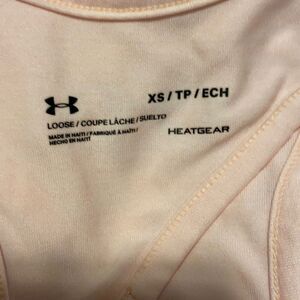 XS / TP / ECH
LOOSE / COUPE LÂCHE / SUELTO
MADE IN HAITI / FABRIQUÉ À HAÏTI /
HECHO EN HAITÍ
HEATGEAR